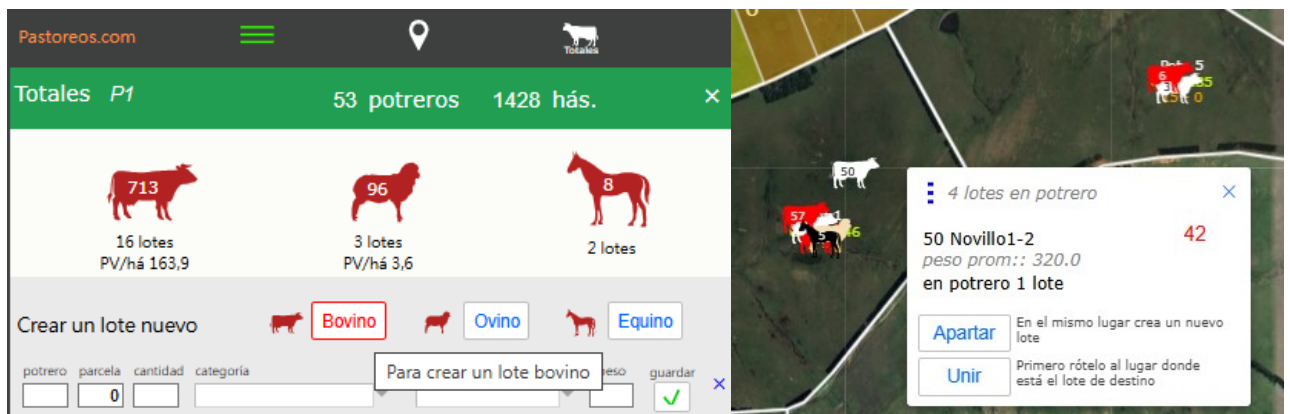 Pastoreos.com
Totales
Totales P1 53 potreros 1428 hás.
713 96 8
16 lotes 3 lotes 2 lotes
PV/há 163,9 PV/há 3,6
Crear un lote nuevo Bovino Ovino Equino
Para crear un lote bovino
potrero parcela cantidad categoría guardar
0
5
6
3
0
50
57
5
4 lotes en potrero
50 Novillo1-2 42
peso prom:: 320.0
en potrero 1 lote
Apartar En el mismo lugar crea un nuevo
lote
Unir Primero rótelo al lugar donde
está el lote de destino